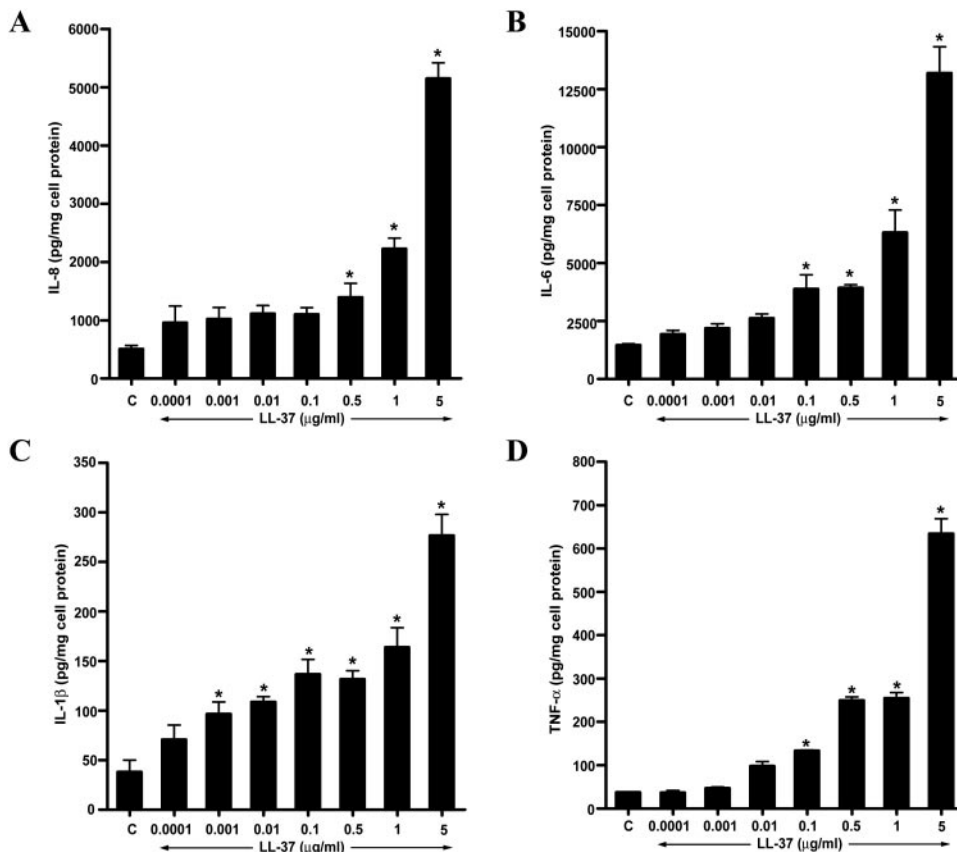 A
6000
5000
4000
3000
2000
1000
0
IL-8 (pg/mg cell protein)
* * *
C 0.0001 0.001 0.01 0.1 0.5 1 5
LL-37 (μg/ml)
B
15000
12500
10000
7500
5000
2500
0
IL-6 (pg/mg cell protein)
* * * *
C 0.0001 0.001 0.01 0.1 0.5 1 5
LL-37 (μg/ml)
C
350
300
250
200
150
100
50
0
IL-1β (pg/mg cell protein)
* * * * * *
C 0.0001 0.001 0.01 0.1 0.5 1 5
LL-37 (μg/ml)
D
800
700
600
500
400
300
200
100
0
TNF-α (pg/mg cell protein)
* * * *
C 0.0001 0.001 0.01 0.1 0.5 1 5
LL-37 (μg/ml)